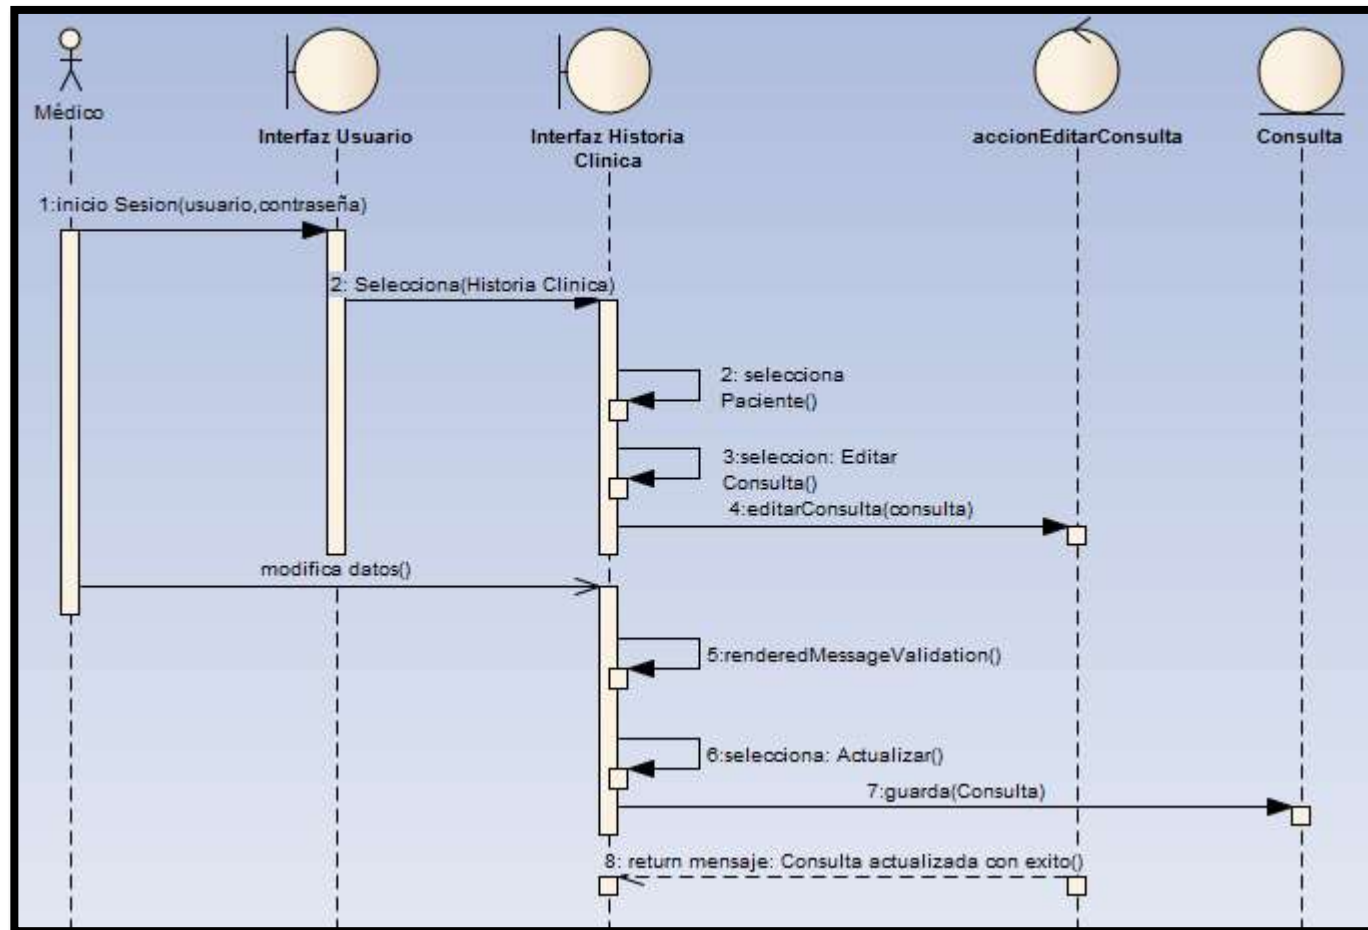 Médico
Interfaz Usuario
Interfaz Historia
Clinica
accionEditarConsulta
Consulta
1:inicio Sesion(usuario,contraseña)
2: Selecciona(Historia Clinica)
2: selecciona
Paciente()
3:seleccion: Editar
Consulta()
4:editarConsulta(consulta)
modifica datos()
5:renderedMessageValidation()
6:selecciona: Actualizar()
7:guarda(Consulta)
8: return mensaje: Consulta actualizada con exito()